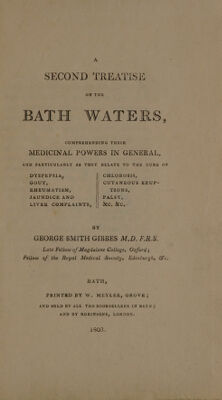 A
SECOND TREATISE
ON THE
BATH WATERS,
COMPREHENDING THEIR
MEDICINAL POWERS IN GENERAL,
AND PARTICULARLY AS THEY RELATE TO THE CURE OF
DYSPEPSIA,
GOUT,
RHEUMATISM,
JAUNDICE AND
LIVER COMPLAINTS,
CHLOROSIS,
CUTANEOUS ERUP-
TIONS,
PALSY,
&C. &C.
BY
GEORGE SMITH GIBBES M.D. F.R.S.
Late Fellow of Magdalene College, Oxford;
Fellow of the Royal Medical Society, Edinburgh, &c.
BATH,
PRINTED BY W. MEYLER, GROVE;
AND SOLD BY ALL THE BOOKSELLERS IN BATH;
AND BY ROBINSONS, LONDON.
1803.